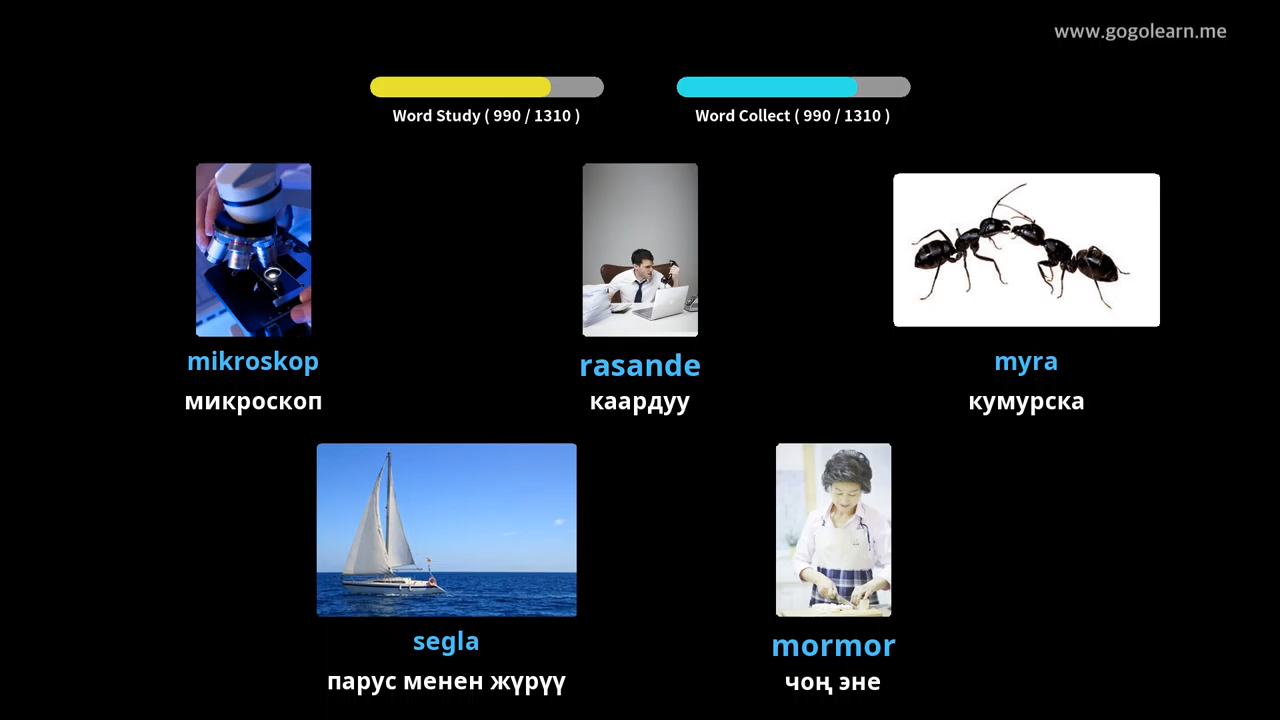 www.gogolearn.me
Word Study ( 990 / 1310 )
Word Collect ( 990 / 1310 )
mikroskop
rasande
myra
микроскоп
каардуу
кумурска
segla
mormor
парус менен жүрүү
чоң эне